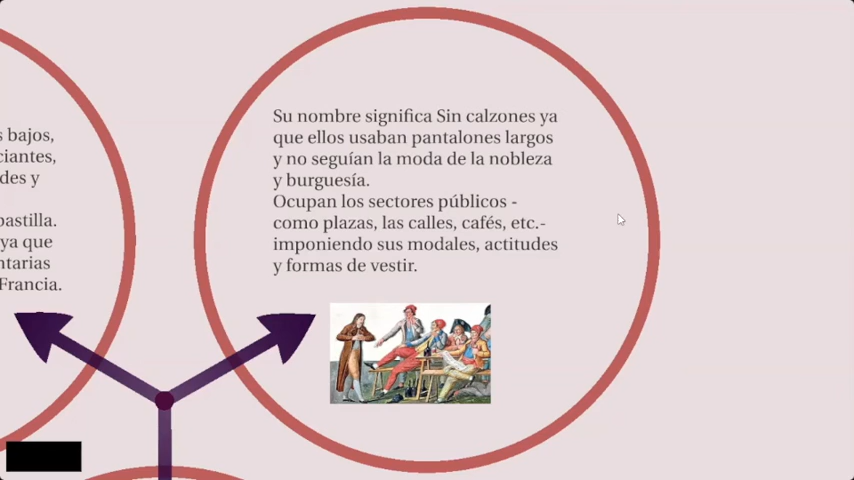 s bajos,
ciantes,
des y
bastilla.
ya que
ntarias
Francia.
Su nombre significa Sin calzones ya
que ellos usaban pantalones largos
y no seguían la moda de la nobleza
y burguesía.
Ocupan los sectores públicos -
como plazas, las calles, cafés, etc.-
imponiendo sus modales, actitudes
y formas de vestir.